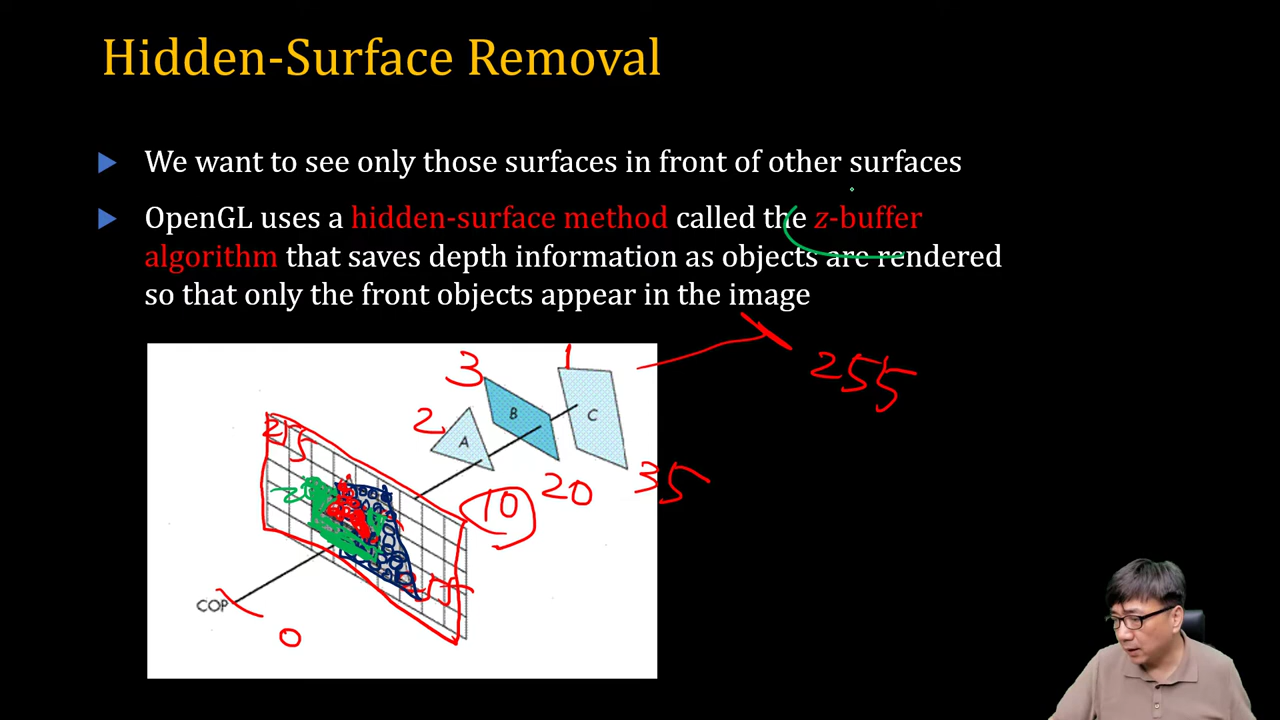 Hidden-Surface Removal
We want to see only those surfaces in front of other surfaces
OpenGL uses a hidden-surface method called the z-buffer
algorithm that saves depth information as objects are rendered
so that only the front objects appear in the image
1
3
255
2
A
B
C
255
10
20
35
255
COP
0